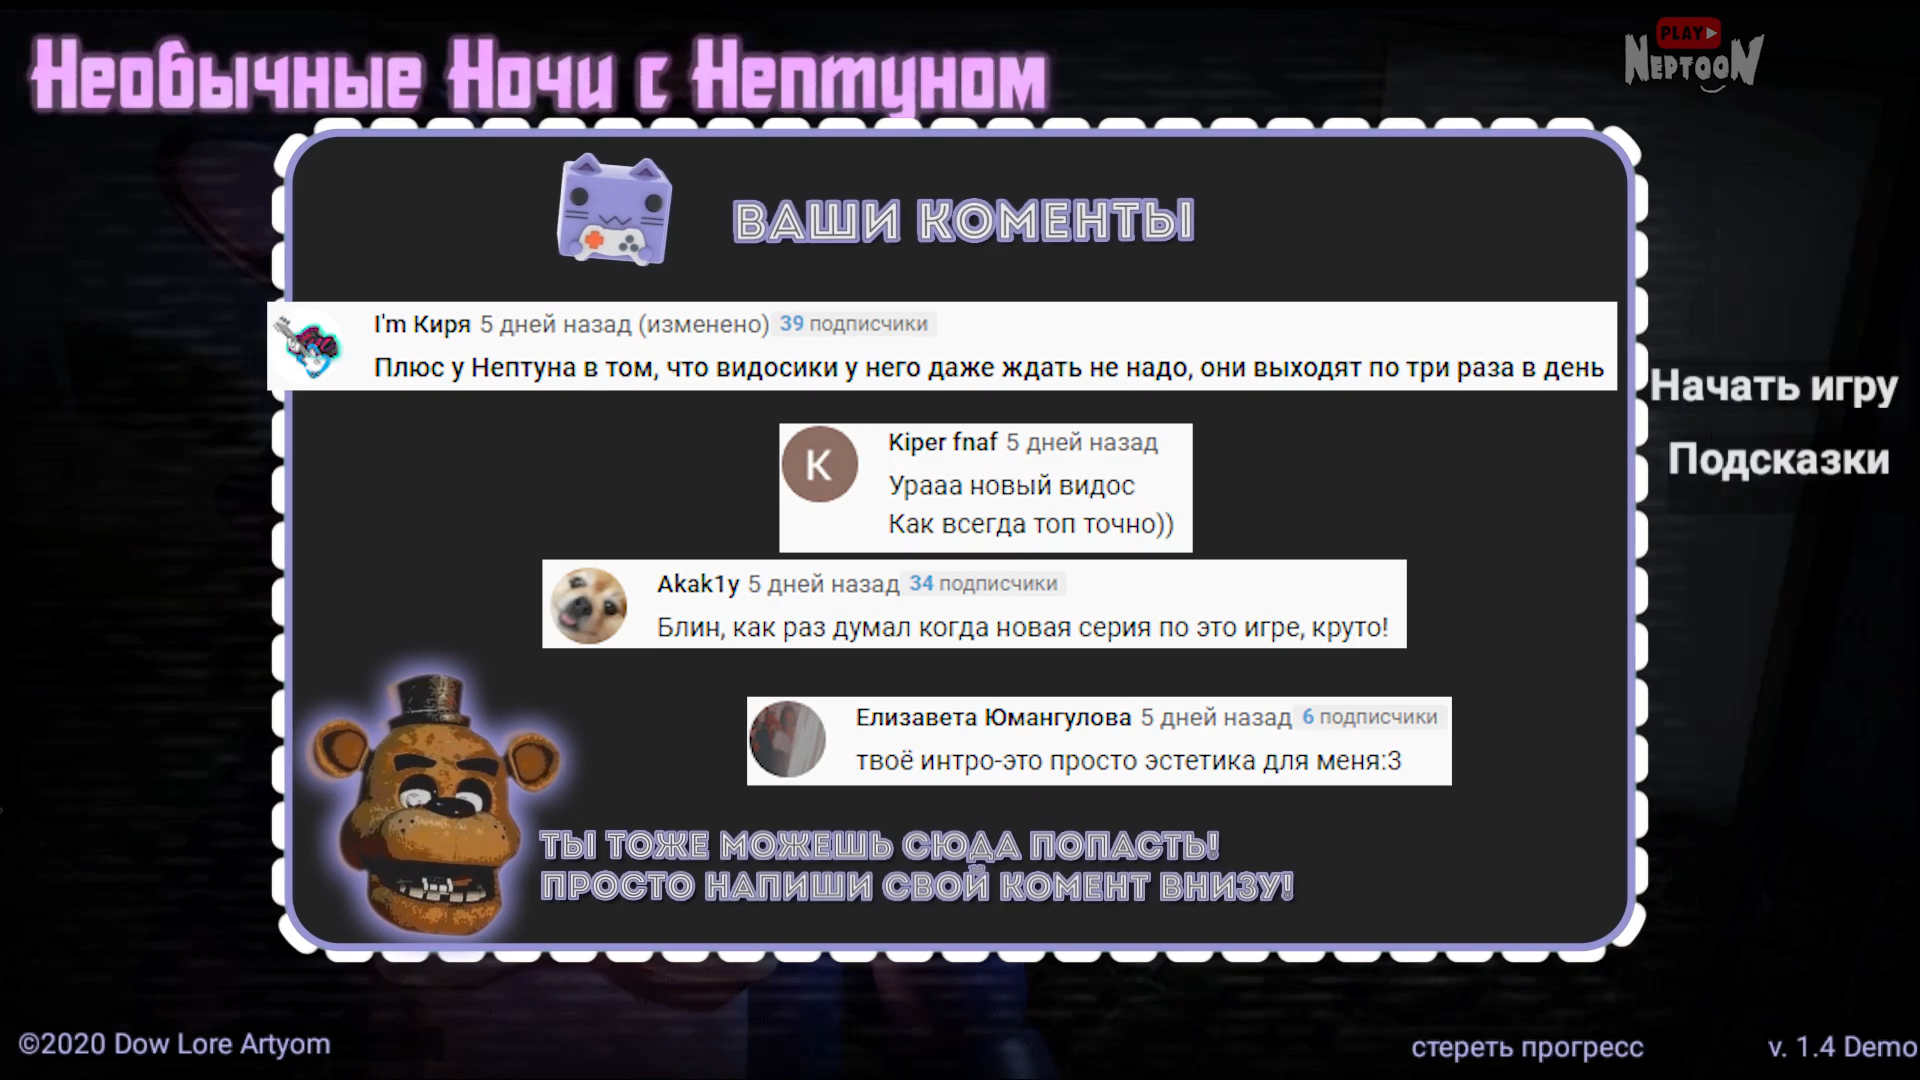 Необычные Ночи с Нептуном
PLAY
NEPTOON
ВАШИ КОМЕНТЫ
I'm Киря 5 дней назад (изменено) 39 подписчики
Плюс у Нептуна в том, что видосики у него даже ждать не надо, они выходят по три раза в день
Начать игру
K
Kiper fnaf 5 дней назад
Урааа новый видос
Как всегда топ точно))
Подсказки
Akak1y 5 дней назад 34 подписчики
Блин, как раз думал когда новая серия по это игре, круто!
Елизавета Юмангулова 5 дней назад 6 подписчики
твоё интро-это просто эстетика для меня:3
ТЫ ТОЖЕ МОЖЕШЬ СЮДА ПОПАСТЬ!
ПРОСТО НАПИШИ СВОЙ КОМЕНТ ВНИЗУ!
©2020 Dow Lore Artyom
стереть прогресс
v. 1.4 Demo